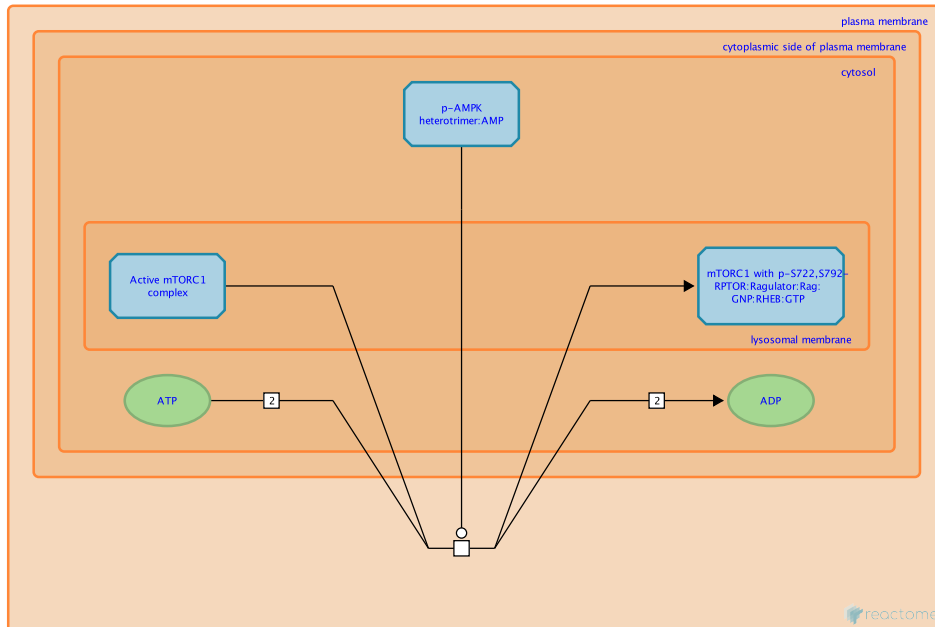 plasma membrane
cytoplasmic side of plasma membrane
cytosol
p-AMPK
heterotrimer:AMP
Active mTORC1
complex
mTORC1 with p-S722,S792-
RPTOR:Ragulator:Rag:
GNP:RHEB:GTP
lysosomal membrane
ATP
2
2
ADP
reactome